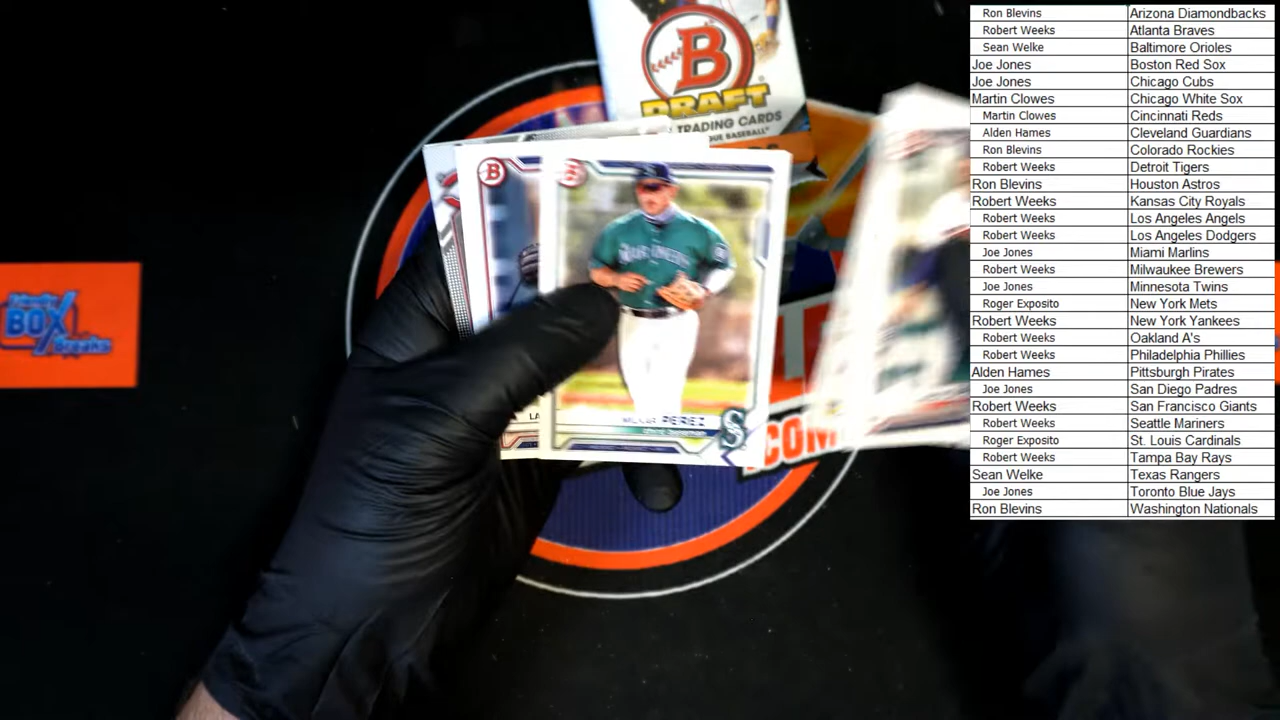 B
DRAFT
TRADING CARDS
BASEBALL
BOX
Breaks
B
B
MARINERS
PEREZ
LA
S
.COM
Ron Blevins Arizona Diamondbacks
Robert Weeks Atlanta Braves
Sean Welke Baltimore Orioles
Joe Jones Boston Red Sox
Joe Jones Chicago Cubs
Martin Clowes Chicago White Sox
Martin Clowes Cincinnati Reds
Alden Hames Cleveland Guardians
Ron Blevins Colorado Rockies
Robert Weeks Detroit Tigers
Ron Blevins Houston Astros
Robert Weeks Kansas City Royals
Robert Weeks Los Angeles Angels
Robert Weeks Los Angeles Dodgers
Joe Jones Miami Marlins
Robert Weeks Milwaukee Brewers
Joe Jones Minnesota Twins
Roger Exposito New York Mets
Robert Weeks New York Yankees
Robert Weeks Oakland A's
Robert Weeks Philadelphia Phillies
Alden Hames Pittsburgh Pirates
Joe Jones San Diego Padres
Robert Weeks San Francisco Giants
Robert Weeks Seattle Mariners
Roger Exposito St. Louis Cardinals
Robert Weeks Tampa Bay Rays
Sean Welke Texas Rangers
Joe Jones Toronto Blue Jays
Ron Blevins Washington Nationals